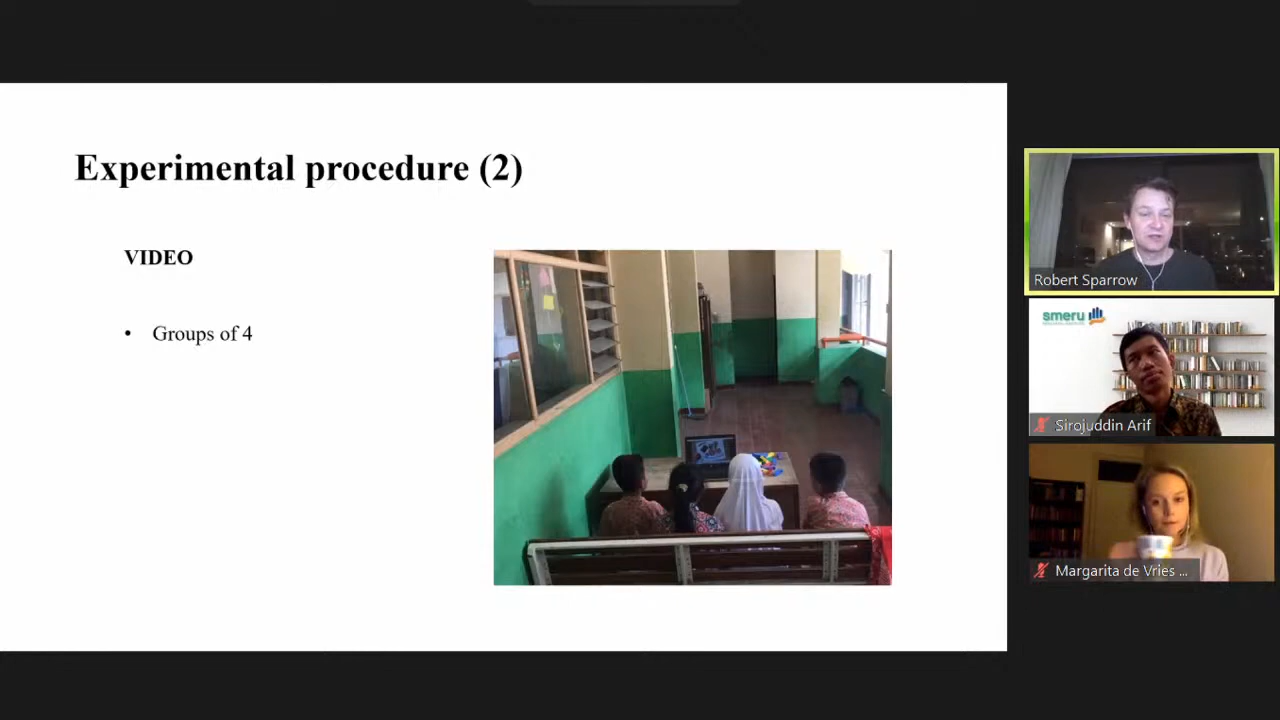 Experimental procedure (2)
VIDEO
• Groups of 4
Robert Sparrow
smeru
Sirojuddin Arif
Margarita de Vries ...